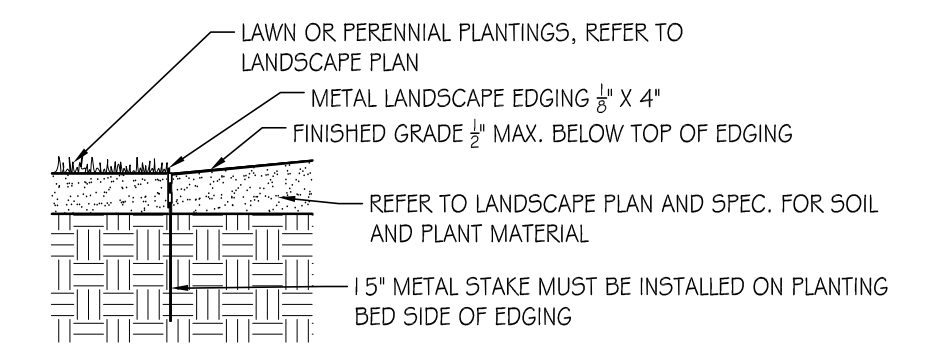 LAWN OR PERENNIAL PLANTINGS, REFER TO
LANDSCAPE PLAN
METAL LANDSCAPE EDGING 1/8" X 4"
FINISHED GRADE 1/2" MAX. BELOW TOP OF EDGING
REFER TO LANDSCAPE PLAN AND SPEC. FOR SOIL
AND PLANT MATERIAL
15" METAL STAKE MUST BE INSTALLED ON PLANTING
BED SIDE OF EDGING